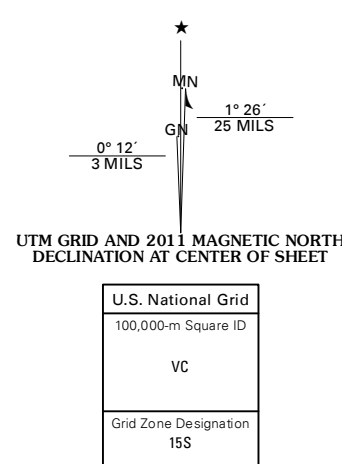 ★
MN
1° 26´
25 MILS
GN
0° 12´
3 MILS
UTM GRID AND 2011 MAGNETIC NORTH
DECLINATION AT CENTER OF SHEET
U.S. National Grid
100,000-m Square ID
VC
Grid Zone Designation
15S